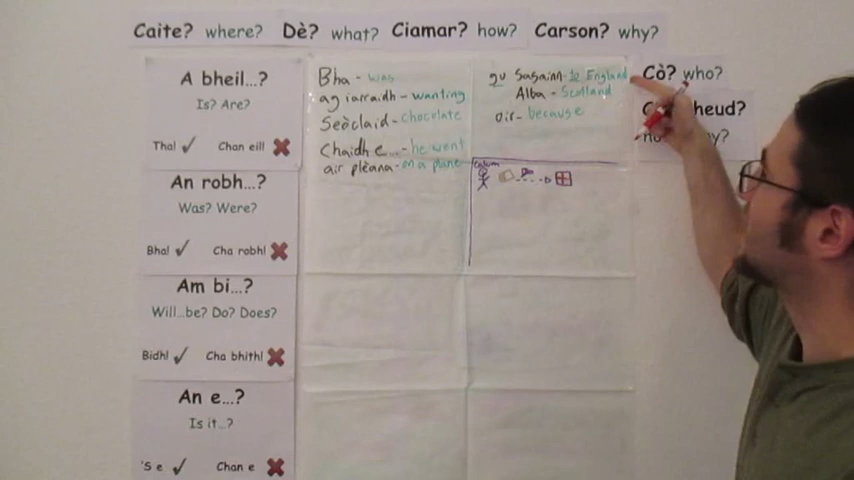 Caite? where? Dè? what? Ciamar? how? Carson? why?
Cò? who?
heud?
A bheil...?
Is? Are?
Tha! ✓ Chan eil! ✖
An robh...?
Was? Were?
Bha! ✓ Cha robh! ✖
Am bi...?
Will...be? Do? Does?
Bidh! ✓ Cha bhith! ✖
An e...?
Is it...?
'S e ✓ Chan e ✖
Bha - was
ag iarraidh - wanting
Seòclaid - chocolate
Chaidh e... - he went
air plèana - on a plane
gu Sasainn - to England
Alba - Scotland
oir - because
Calum